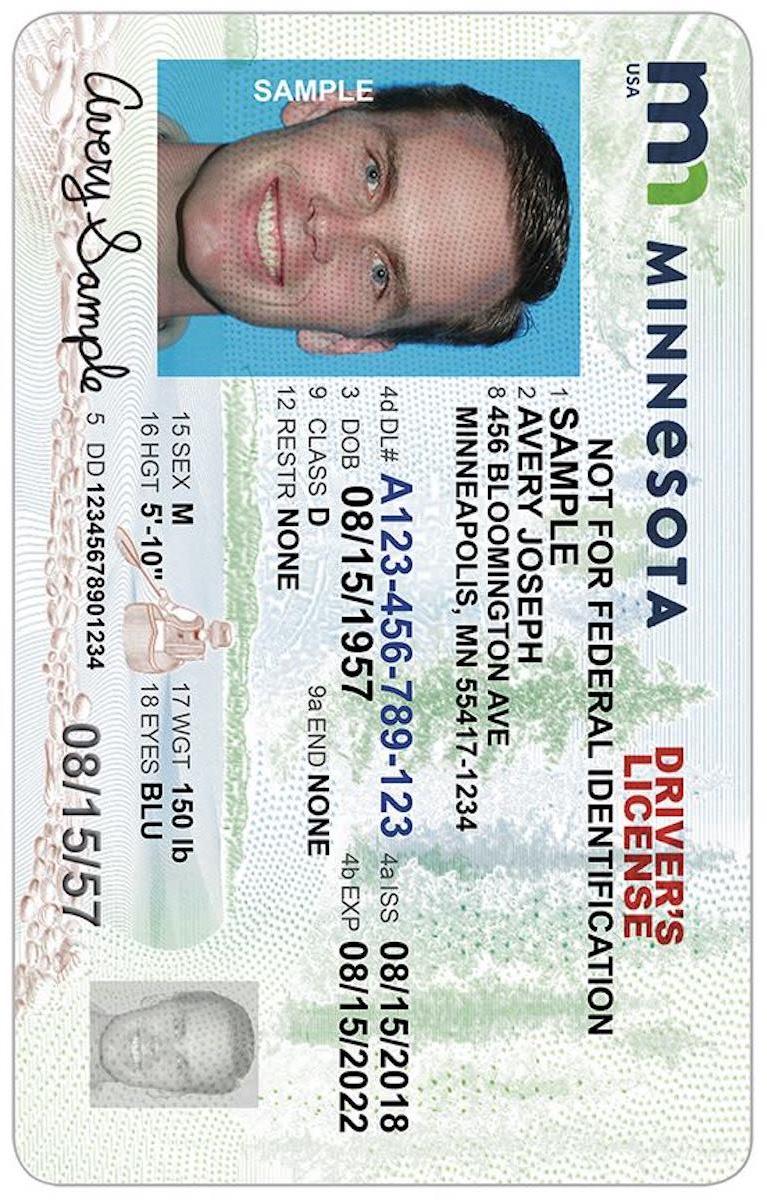 mn
USA
MINNeSOTA
DRIVER'S
LICENSE
NOT FOR FEDERAL IDENTIFICATION
SAMPLE
1 SAMPLE
2 AVERY JOSEPH
8 456 BLOOMINGTON AVE
MINNEAPOLIS, MN 55417-1234
4d DL# A123-456-789-123 4a ISS 08/15/2018
3 DOB 08/15/1957 4b EXP 08/15/2022
9 CLASS D 9a END NONE
12 RESTR NONE
15 SEX M 17 WGT 150 lb
16 HGT 5'-10" 18 EYES BLU
Avery Sample
5 DD 12345678901234
08/15/57